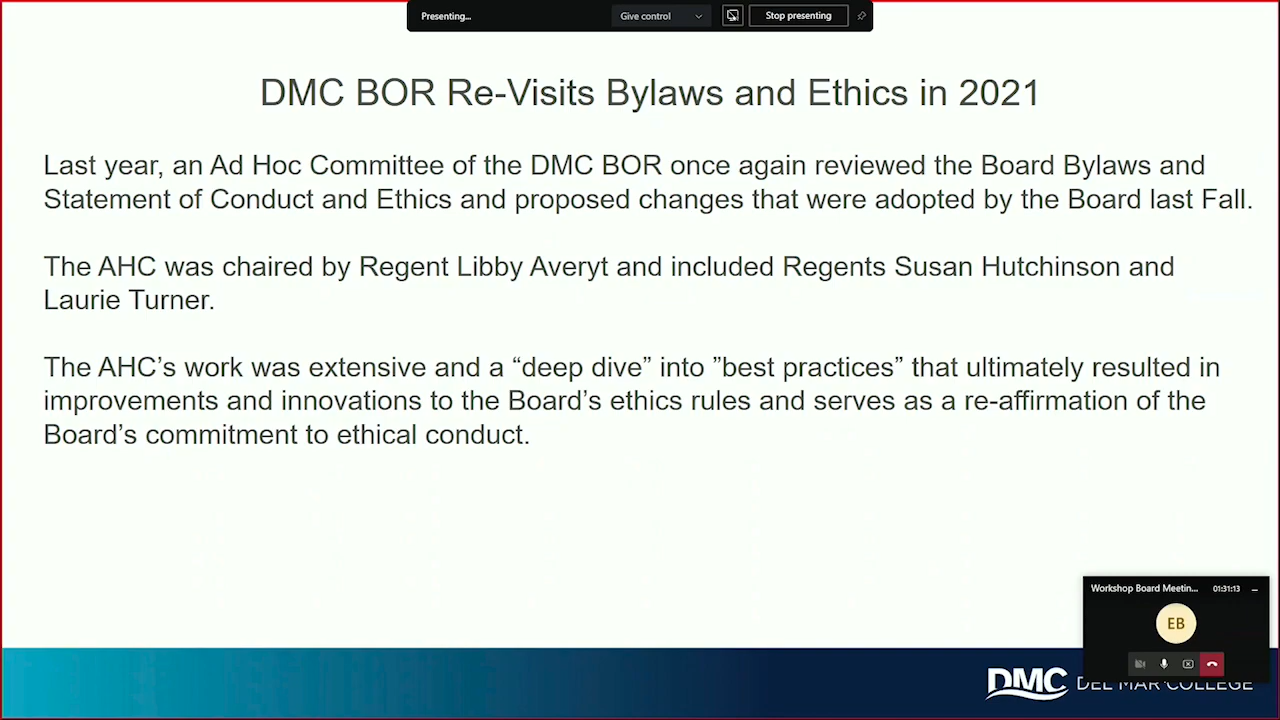 Presenting...
Give control
Stop presenting
DMC BOR Re-Visits Bylaws and Ethics in 2021
Last year, an Ad Hoc Committee of the DMC BOR once again reviewed the Board Bylaws and
Statement of Conduct and Ethics and proposed changes that were adopted by the Board last Fall.
The AHC was chaired by Regent Libby Averyt and included Regents Susan Hutchinson and
Laurie Turner.
The AHC’s work was extensive and a “deep dive” into ”best practices” that ultimately resulted in
improvements and innovations to the Board’s ethics rules and serves as a re-affirmation of the
Board’s commitment to ethical conduct.
Workshop Board Meetin...
01:31:13
EB
DMC DEL MAR COLLEGE